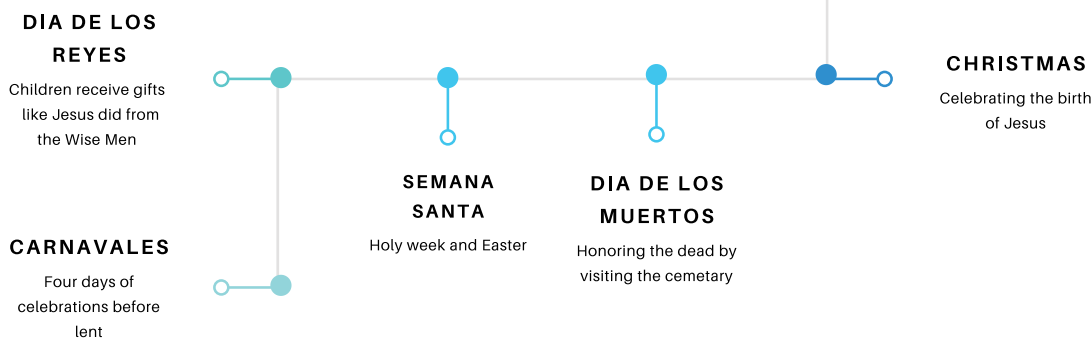 DIA DE LOS
REYES
Children receive gifts
like Jesus did from
the Wise Men
CARNAVALES
Four days of
celebrations before
lent
SEMANA
SANTA
Holy week and Easter
DIA DE LOS
MUERTOS
Honoring the dead by
visiting the cemetary
CHRISTMAS
Celebrating the birth
of Jesus